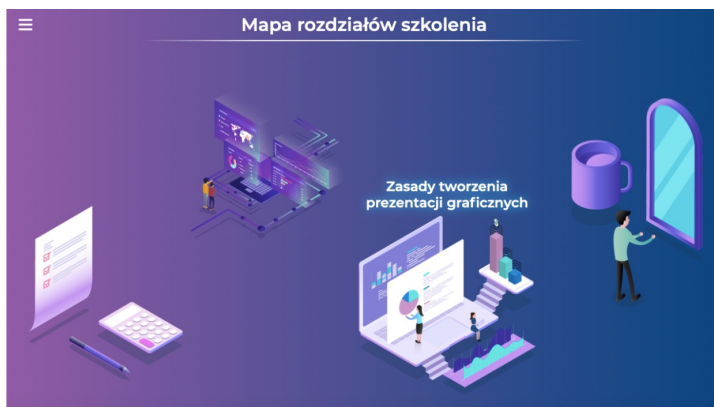 Mapa rozdziałów szkolenia
Zasady tworzenia
prezentacji graficznych